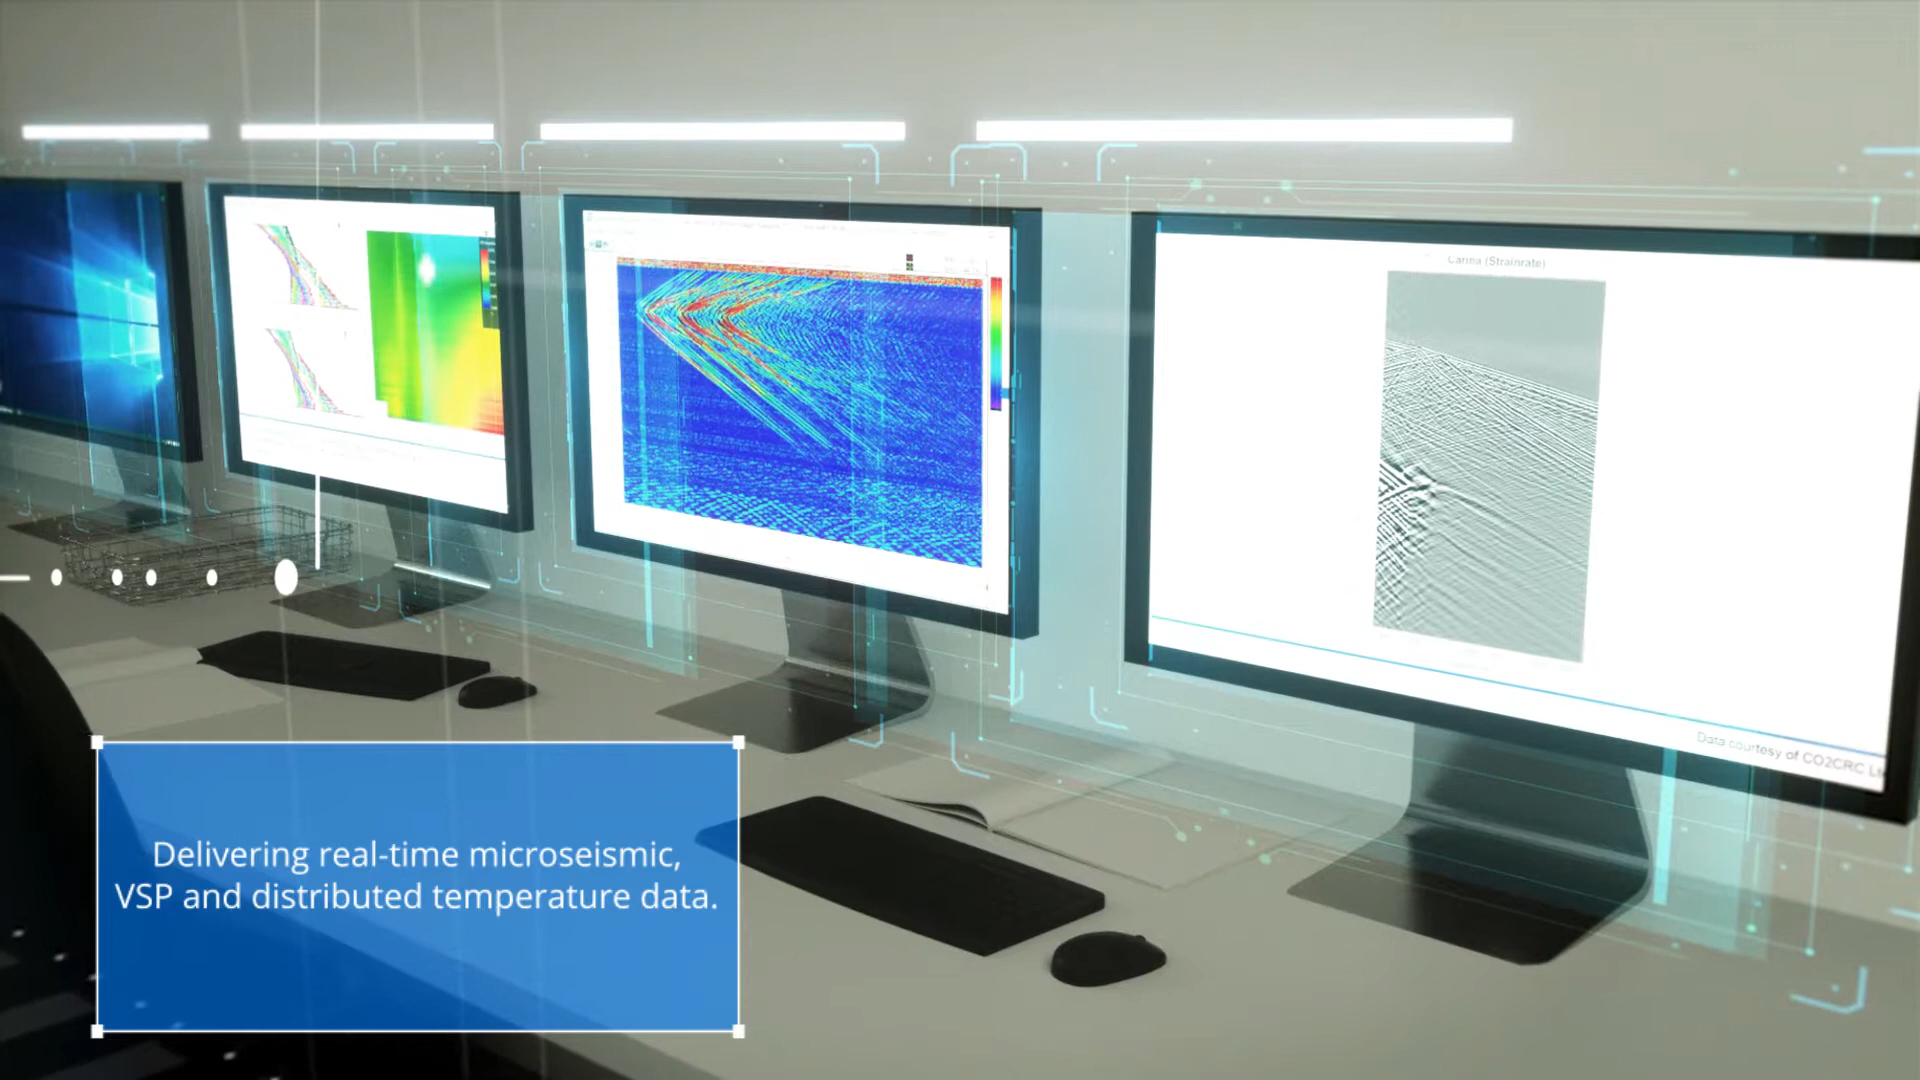 Carina (Strainrate)
Data courtesy of CO2CRC
Delivering real-time microseismic,
VSP and distributed temperature data.